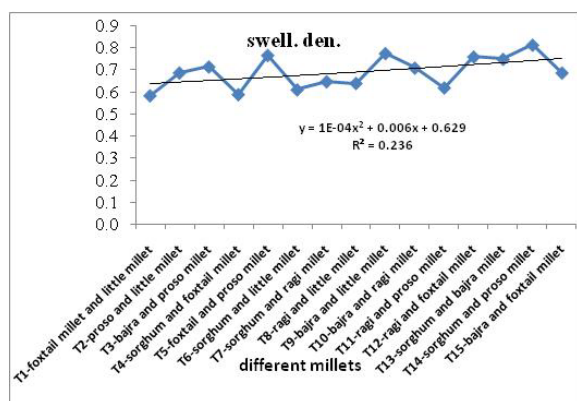 swell. den.
0.9
0.8
0.7
0.6
0.5
0.4
0.3
0.2
0.1
0.0
y = 1E-04x² + 0.006x + 0.629
R² = 0.236
T1-foxtail millet and little millet
T2-proso and little millet
T3-bajra and proso millet
T4-sorghum and foxtail millet
T5-foxtail and proso millet
T6-sorghum and little millet
T7-sorghum and ragi millet
T8-ragi and little millet
T9-bajra and little millet
T10-bajra and ragi millet
T11-ragi and proso millet
T12-ragi and foxtail millet
T13-sorghum and bajra millet
T14-sorghum and proso millet
T15-bajra and foxtail millet
different millets